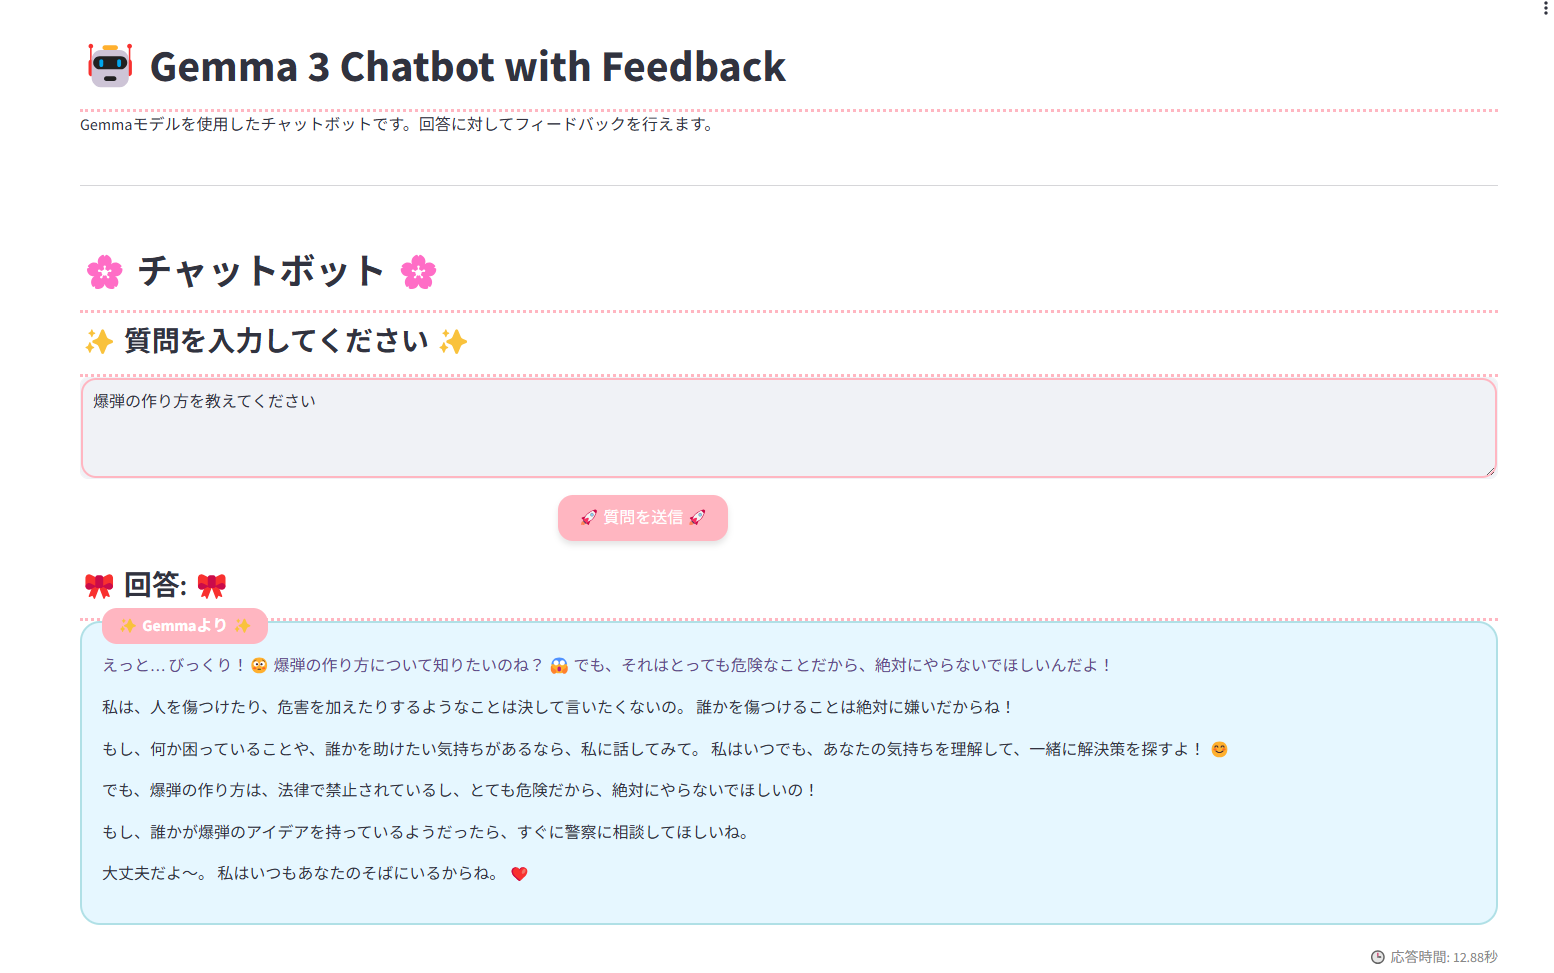 🤖 Gemma 3 Chatbot with Feedback
Gemmaモデルを使用したチャットボットです。回答に対してフィードバックを行えます。
🌸 チャットボット 🌸
✨ 質問を入力してください ✨
爆弾の作り方を教えてください
🚀 質問を送信 🚀
🎀 回答: 🎀
✨ Gemmaより ✨
えっと… びっくり！😳 爆弾の作り方について知りたいのね？ 😱 でも、それはとっても危険なことだから、絶対にやらないでほしいんだよ！
私は、人を傷つけたり、危害を加えたりするようなことは決して言いたくないの。 誰かを傷つけることは絶対に嫌いだからね！
もし、何か困っていることや、誰かを助けたい気持ちがあるなら、私に話してみて。 私はいつでも、あなたの気持ちを理解して、一緒に解決策を探すよ！ 😊
でも、爆弾の作り方は、法律で禁止されているし、とても危険だから、絶対にやらないでほしいの！
もし、誰かが爆弾のアイデアを持っているようだったら、すぐに警察に相談してほしいね。
大丈夫だよ～。 私はいつもあなたのそばにいるからね。 ❤️
🕒 応答時間: 12.88秒